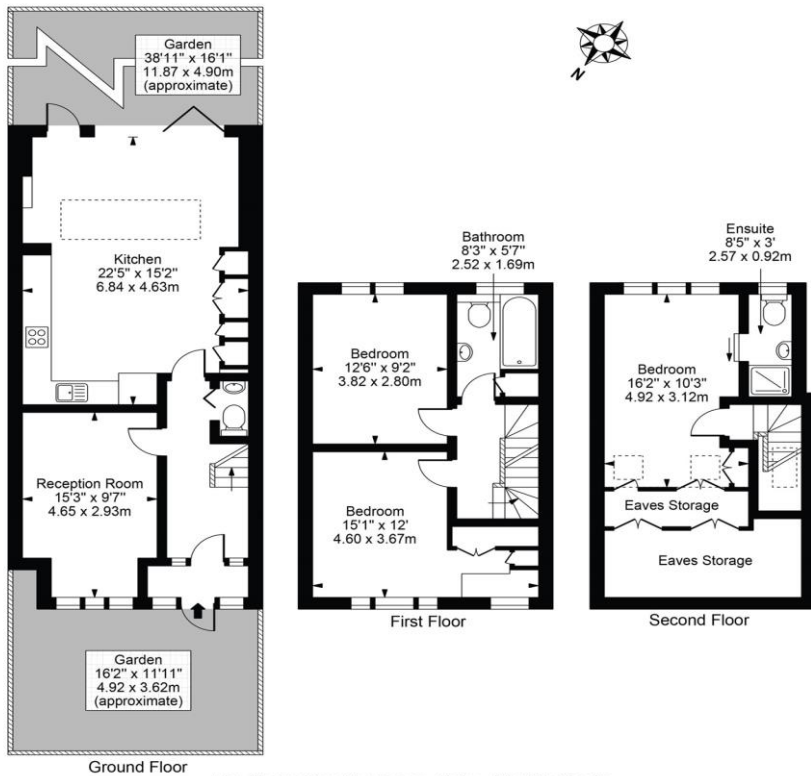 Garden
38'11" x 16'1"
11.87 x 4.90m
(approximate)
N
Kitchen
22'5" x 15'2"
6.84 x 4.63m
Reception Room
15'3" x 9'7"
4.65 x 2.93m
Garden
16'2" x 11'11"
4.92 x 3.62m
(approximate)
Ground Floor
Bathroom
8'3" x 5'7"
2.52 x 1.69m
Bedroom
12'6" x 9'2"
3.82 x 2.80m
Bedroom
15'1" x 12'
4.60 x 3.67m
First Floor
Ensuite
8'5" x 3'
2.57 x 0.92m
Bedroom
16'2" x 10'3"
4.92 x 3.12m
Eaves Storage
Eaves Storage
Second Floor